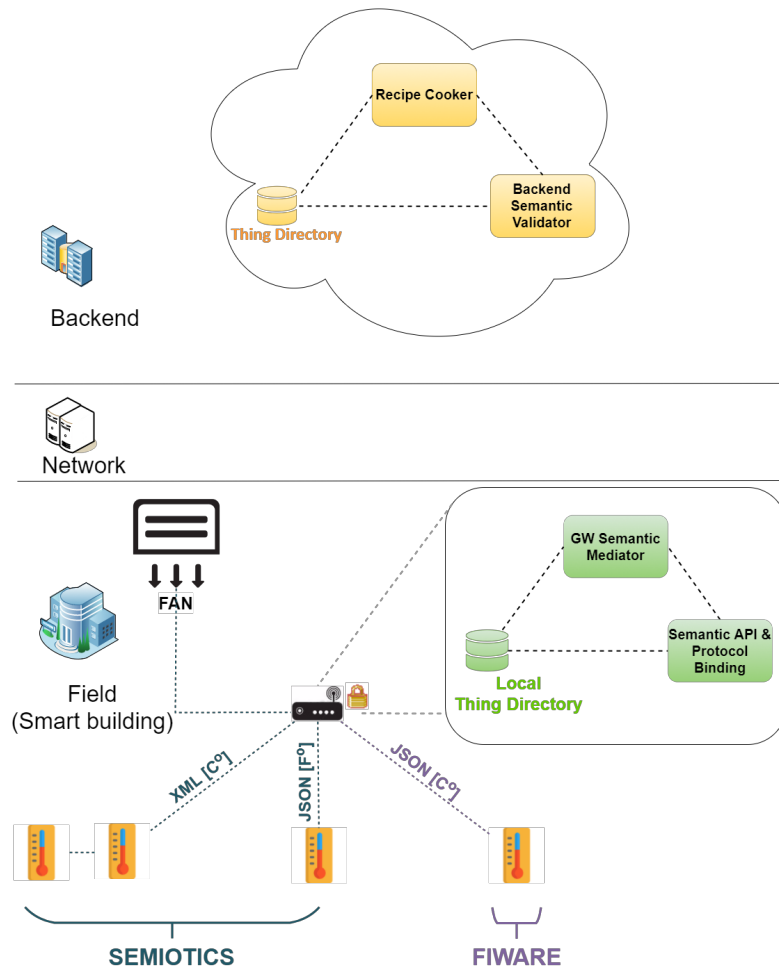 Recipe Cooker
Backend
Semantic
Validator
Thing Directory
Backend
Network
FAN
GW Semantic
Mediator
Semantic API &
Protocol
Binding
Local
Thing Directory
Field
(Smart building)
XML [Cº]
JSON [Fº]
JSON [Cº]
SEMIOTICS
FIWARE